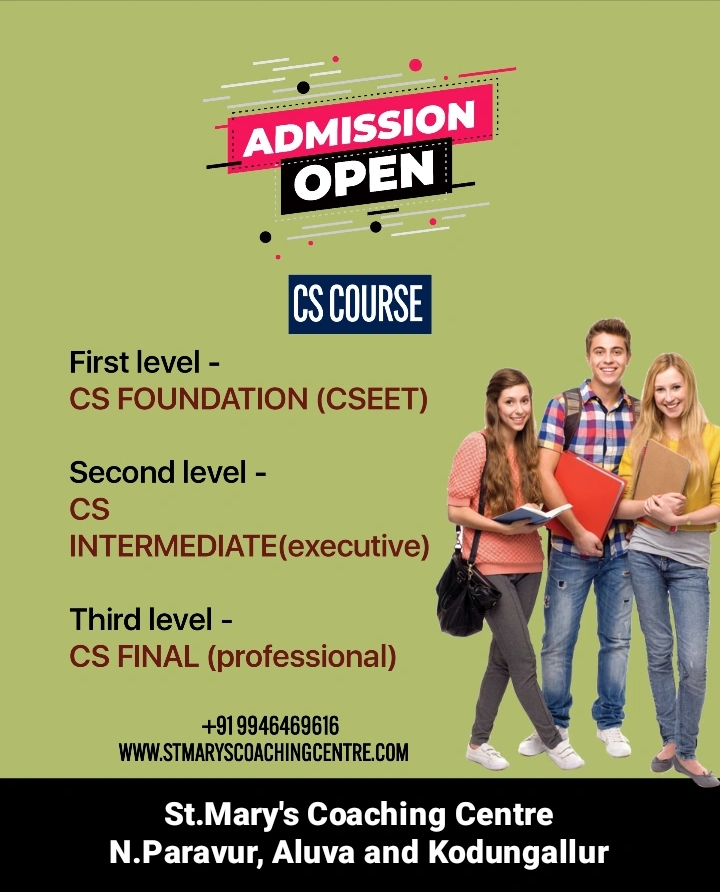 ADMISSION
OPEN
CS COURSE
First level -
CS FOUNDATION (CSEET)
Second level -
CS
INTERMEDIATE(executive)
Third level -
CS FINAL (professional)
+91 9946469616
WWW.STMARYSCOACHINGCENTRE.COM
St.Mary's Coaching Centre
N.Paravur, Aluva and Kodungallur